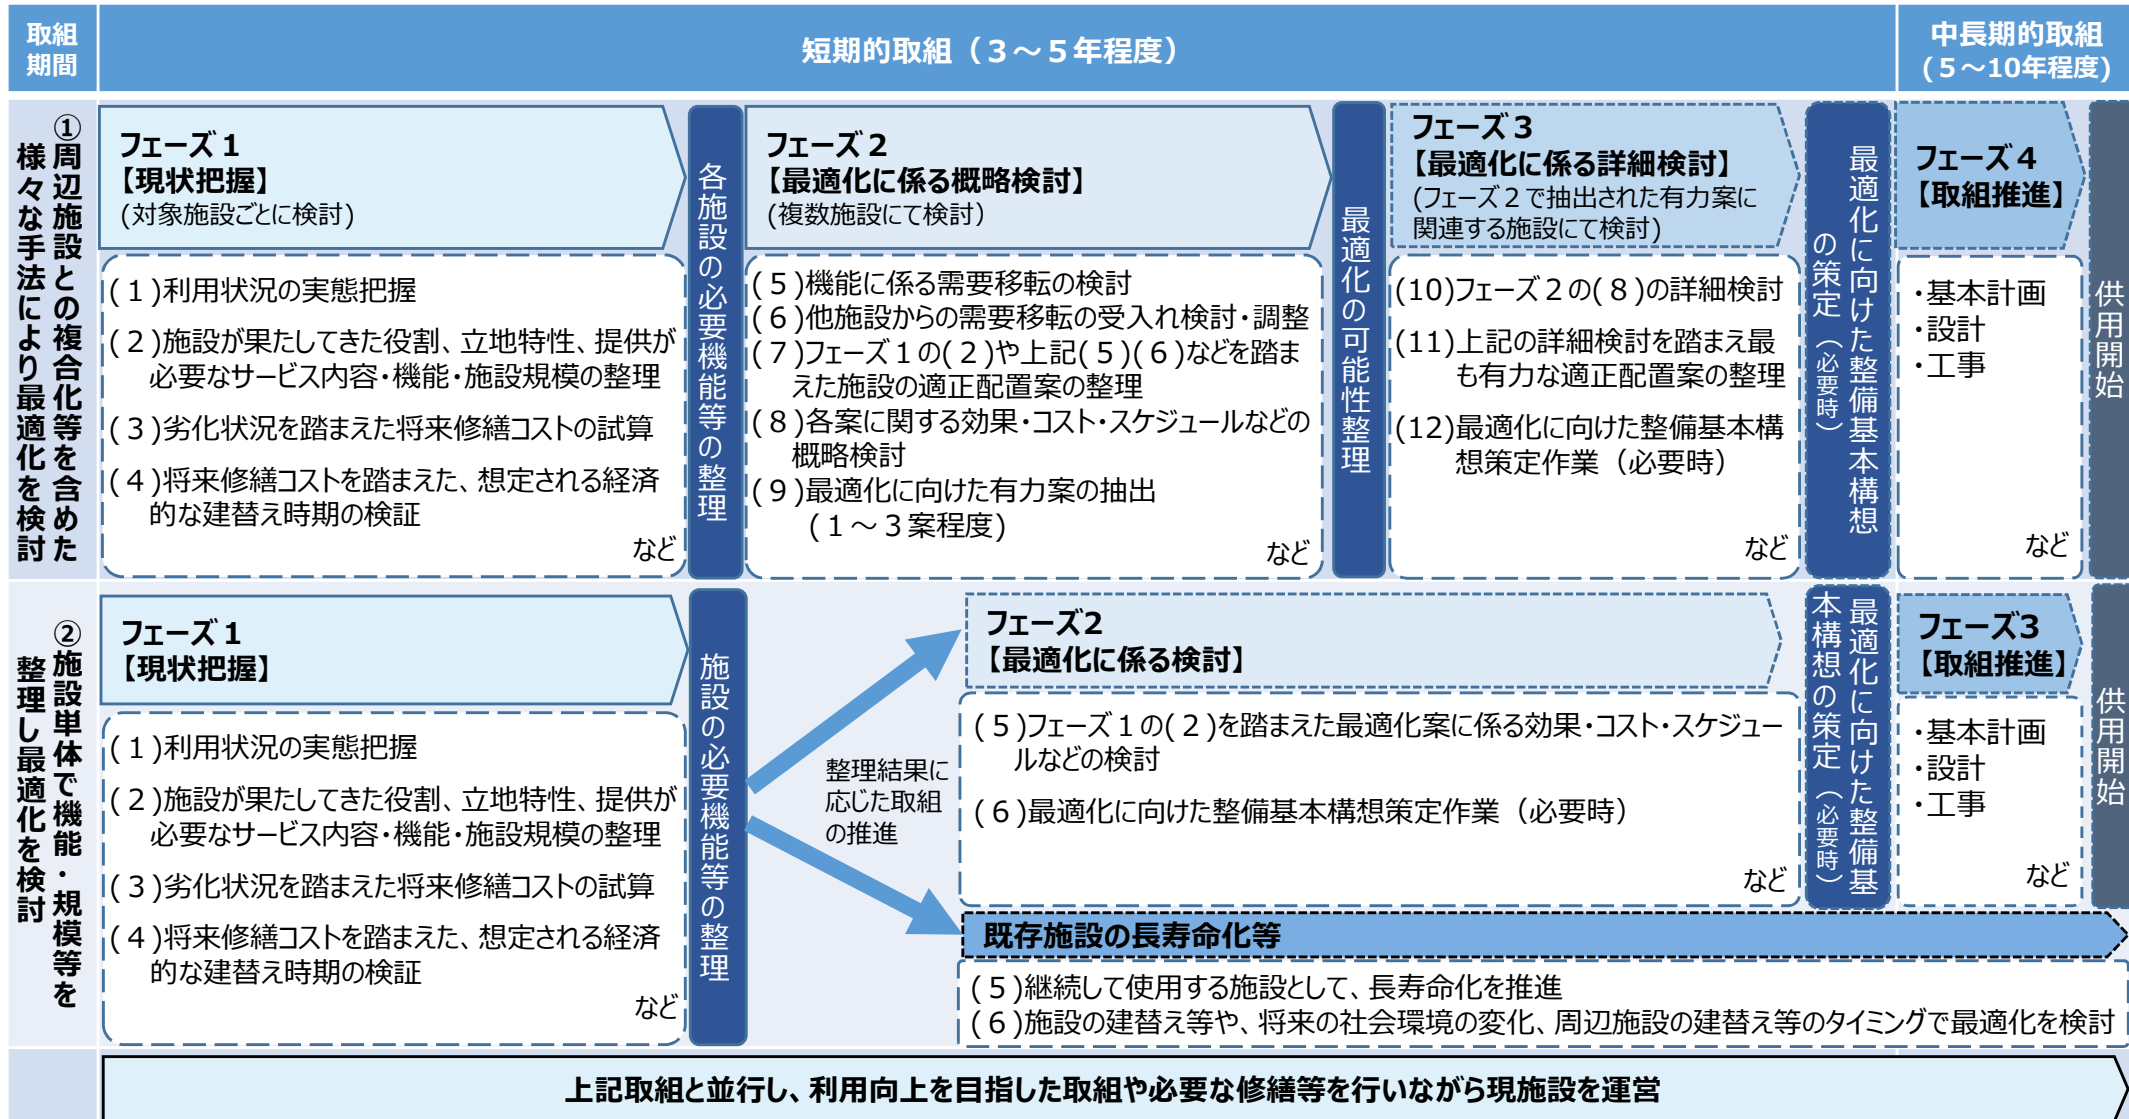 取組
期間
短期的取組（３～５年程度）
中長期的取組
(５～10年程度)
①周辺施設との複合化等を含めた
様々な手法により最適化を検討
フェーズ１
【現状把握】
(対象施設ごとに検討)
(１)利用状況の実態把握
(２)施設が果たしてきた役割、立地特性、提供が
必要なサービス内容・機能・施設規模の整理
(３)劣化状況を踏まえた将来修繕コストの試算
(４)将来修繕コストを踏まえた、想定される経済
的な建替え時期の検証
など
各施設の必要機能等の整理
フェーズ２
【最適化に係る概略検討】
(複数施設にて検討)
(５)機能に係る需要移転の検討
(６)他施設からの需要移転の受入れ検討・調整
(７)フェーズ１の(２)や上記(５)(６)などを踏ま
えた施設の適正配置案の整理
(８)各案に関する効果・コスト・スケジュールなどの
概略検討
(９)最適化に向けた有力案の抽出
(１～３案程度)
など
最適化の可能性整理
フェーズ３
【最適化に係る詳細検討】
(フェーズ２で抽出された有力案に
関連する施設にて検討)
(10)フェーズ２の(８)の詳細検討
(11)上記の詳細検討を踏まえ最
も有力な適正配置案の整理
(12)最適化に向けた整備基本構
想策定作業（必要時）
など
最適化に向けた整備基本構想
の策定（必要時）
フェーズ４
【取組推進】
・基本計画
・設計
・工事
など
供用開始
②施設単体で機能・規模等を
整理し最適化を検討
フェーズ１
【現状把握】
(１)利用状況の実態把握
(２)施設が果たしてきた役割、立地特性、提供が
必要なサービス内容・機能・施設規模の整理
(３)劣化状況を踏まえた将来修繕コストの試算
(４)将来修繕コストを踏まえた、想定される経済
的な建替え時期の検証
など
施設の必要機能等の整理
整理結果に
応じた取組
の推進
フェーズ2
【最適化に係る検討】
(５)フェーズ１の(２)を踏まえた最適化案に係る効果・コスト・スケジュー
ルなどの検討
(６)最適化に向けた整備基本構想策定作業（必要時）
など
最適化に向けた整備基
本構想の策定（必要時）
フェーズ3
【取組推進】
・基本計画
・設計
・工事
など
供用開始
既存施設の長寿命化等
(５)継続して使用する施設として、長寿命化を推進
(６)施設の建替え等や、将来の社会環境の変化、周辺施設の建替え等のタイミングで最適化を検討
上記取組と並行し、利用向上を目指した取組や必要な修繕等を行いながら現施設を運営